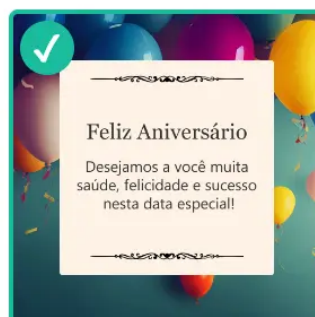 Feliz Aniversário
Desejamos a você muita
saúde, felicidade e sucesso
nesta data especial!